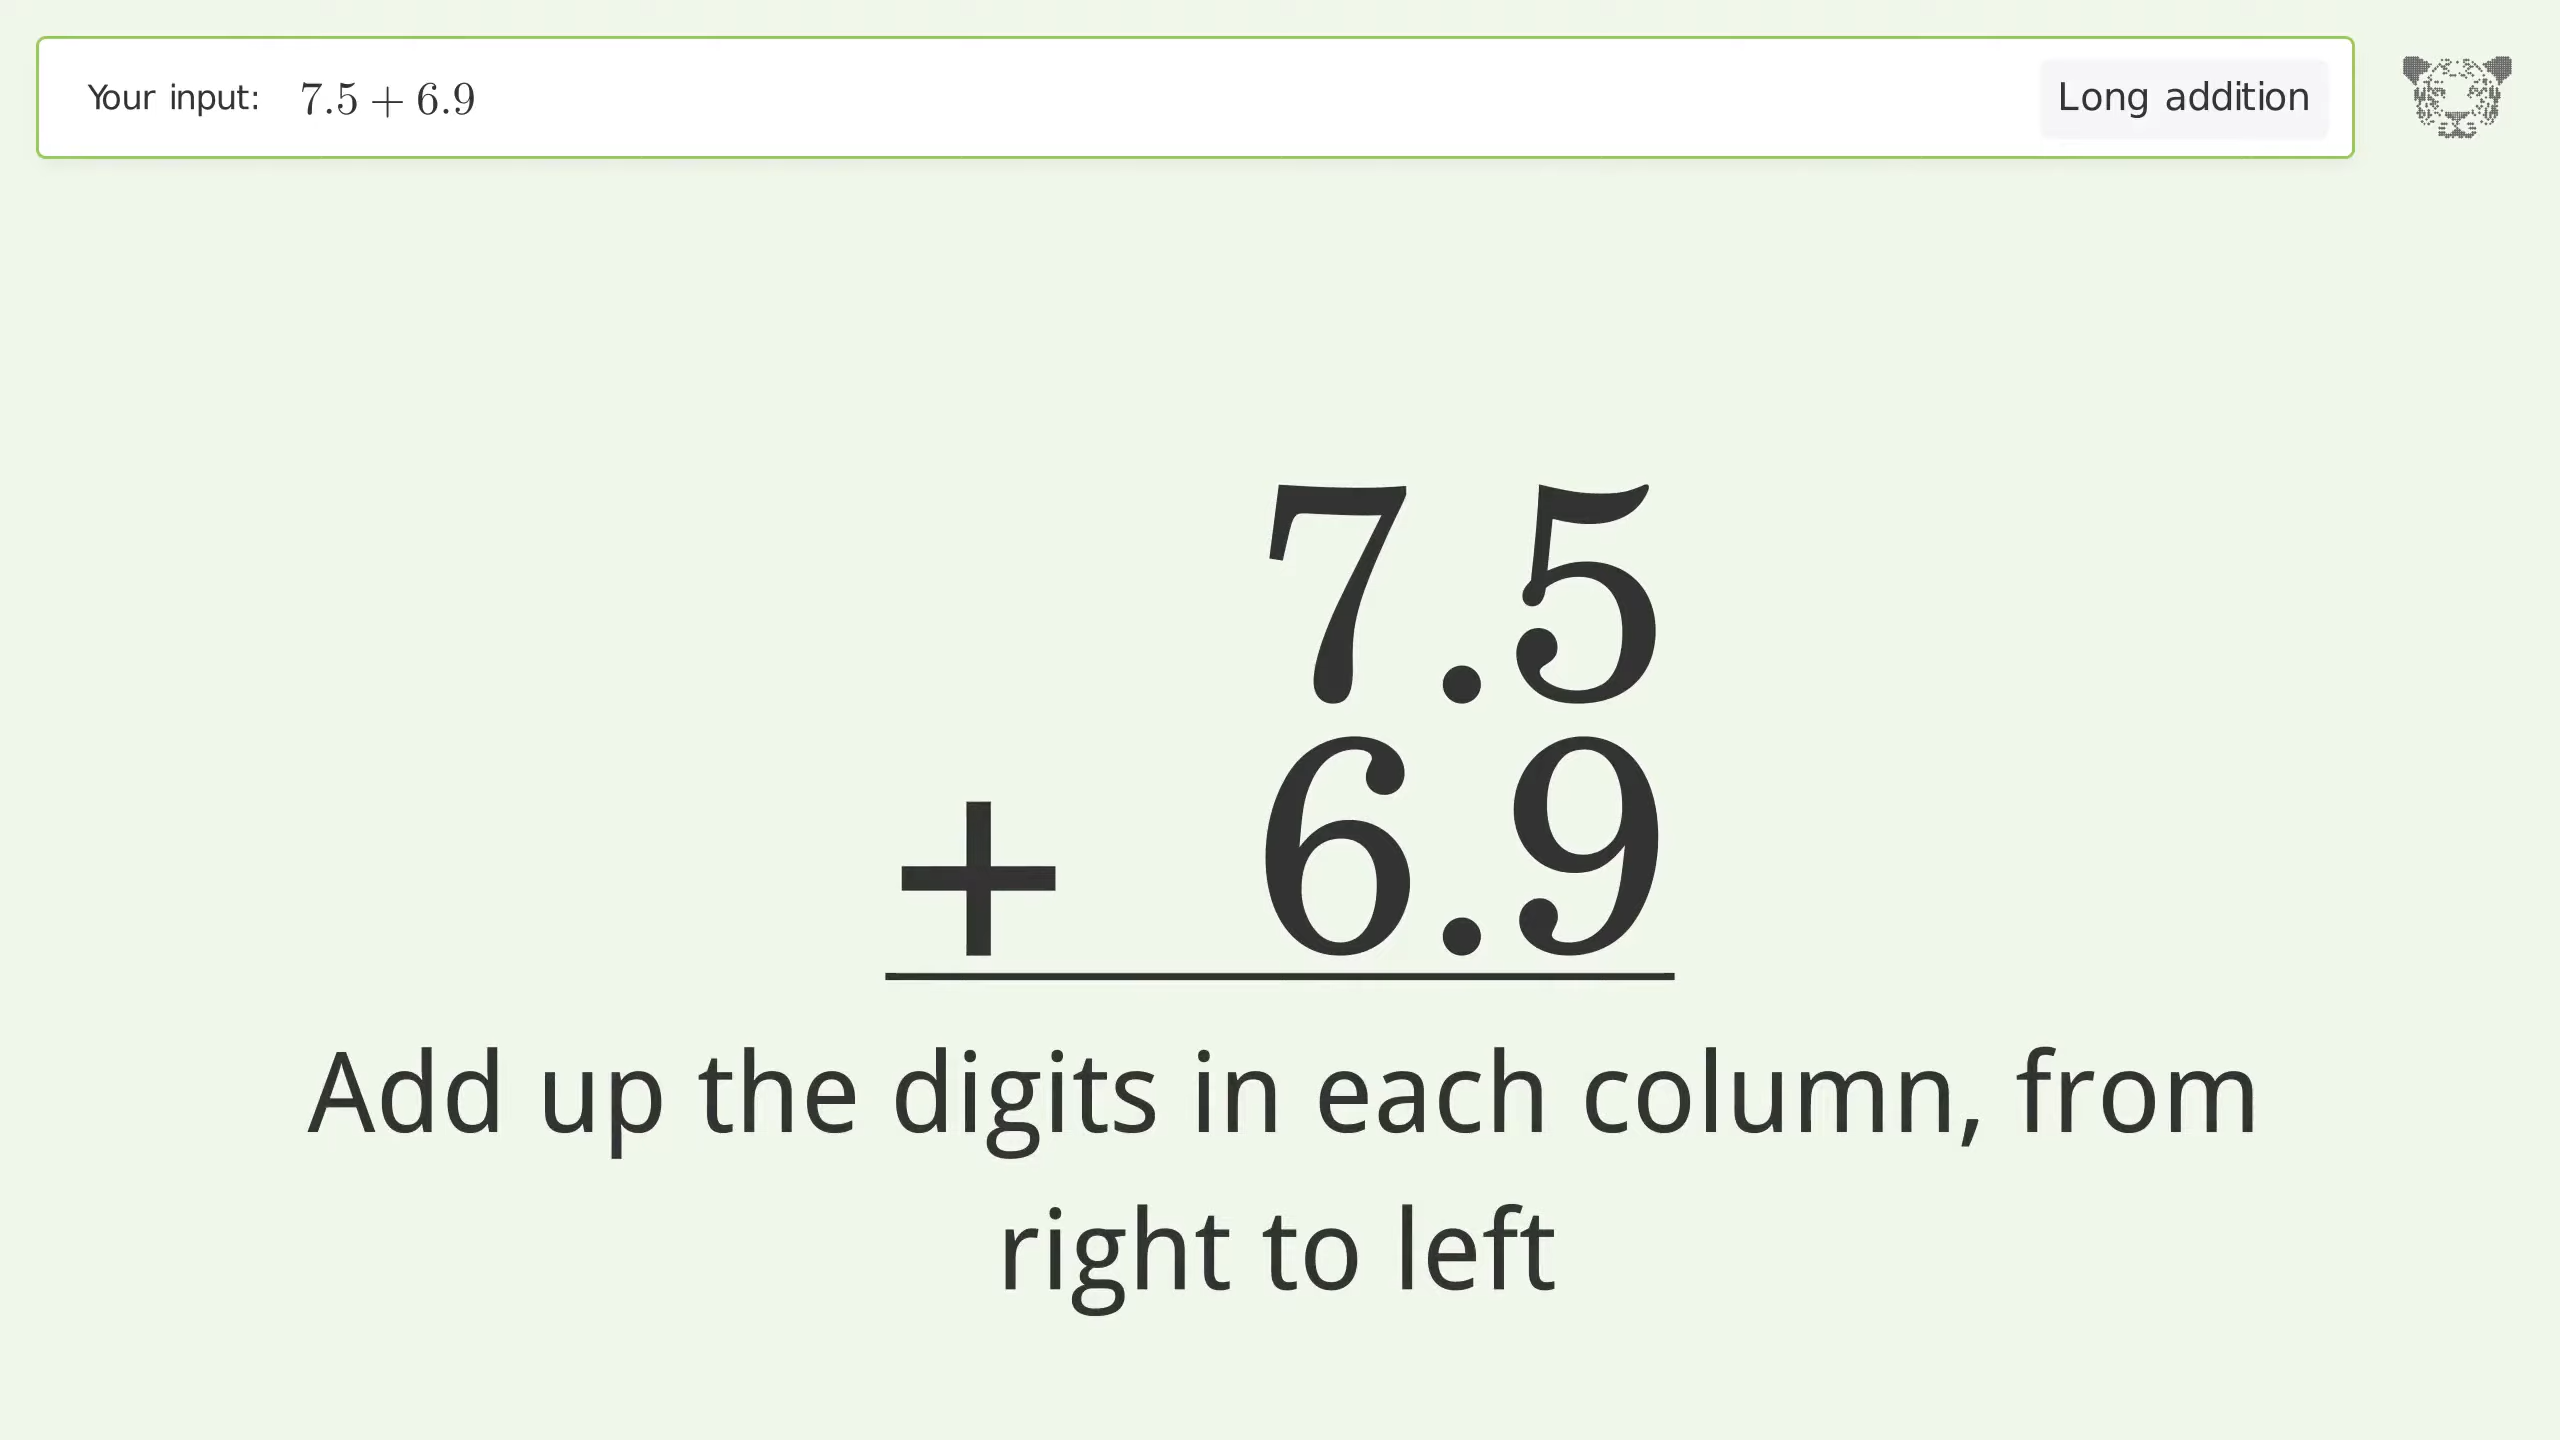 Your input: 7.5 + 6.9 Long addition
7.5
+ 6.9
Add up the digits in each column, from
right to left